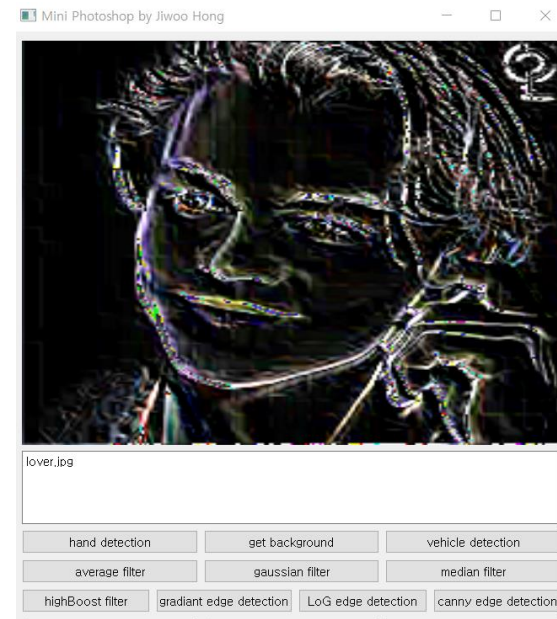 Mini Photoshop by Jiwoo Hong
lover.jpg
hand detection
get background
vehicle detection
average filter
gaussian filter
median filter
highBoost filter
gradiant edge detection
LoG edge detection
canny edge detection